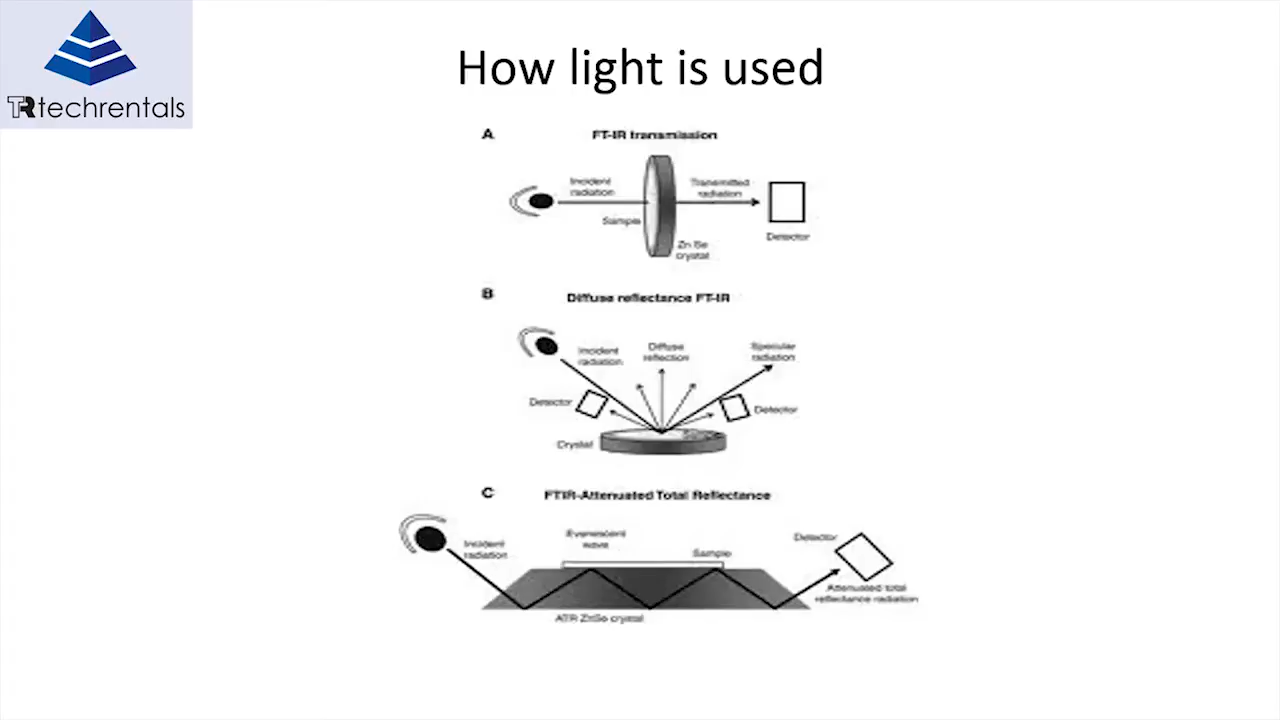 TR techrentals
How light is used
A
FT-IR transmission
Incident
radiation
Transmitted
radiation
Sample
Detector
Zn Se
crystal
B
Diffuse reflectance FT-IR
Incident
radiation
Diffuse
reflection
Specular
radiation
Detector
Detector
Crystal
C
FTIR-Attenuated Total Reflectance
Incident
radiation
Evanescent
wave
Sample
Detector
Attenuated total
reflectance radiation
ATR ZnSe crystal